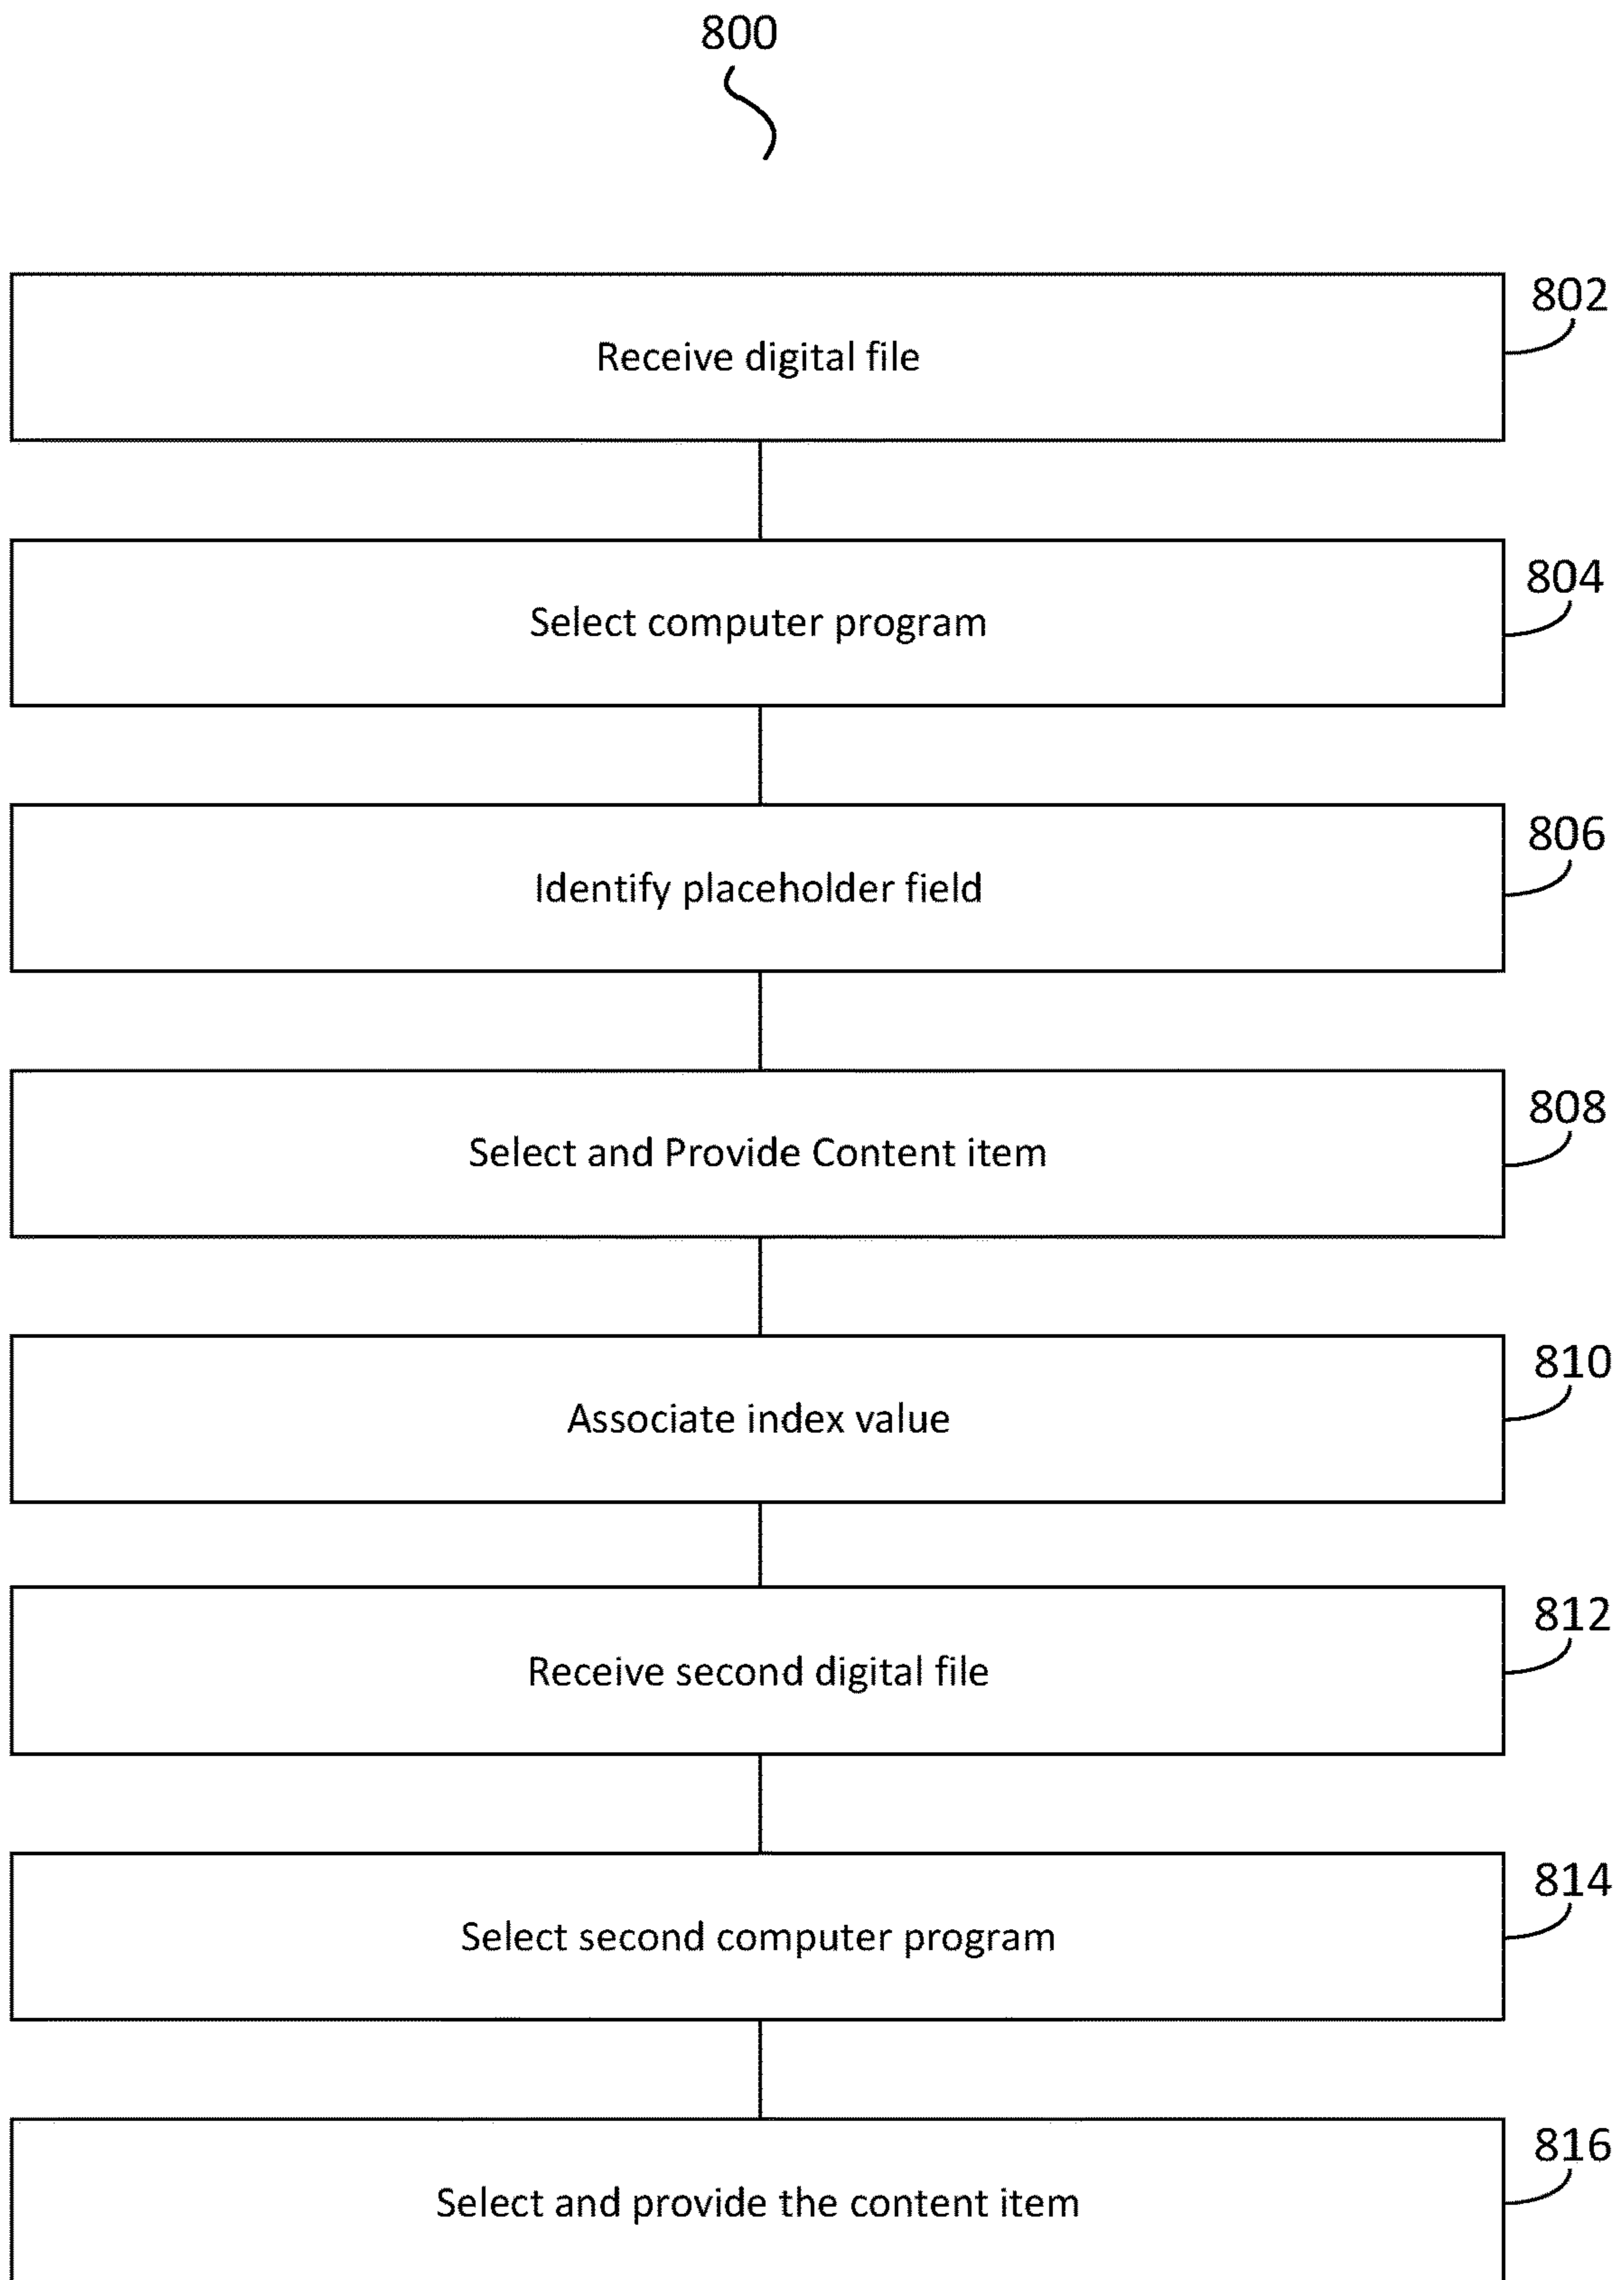 800
Receive digital file
802
Select computer program
804
Identify placeholder field
806
Select and Provide Content item
808
Associate index value
810
Receive second digital file
812
Select second computer program
814
Select and provide the content item
816